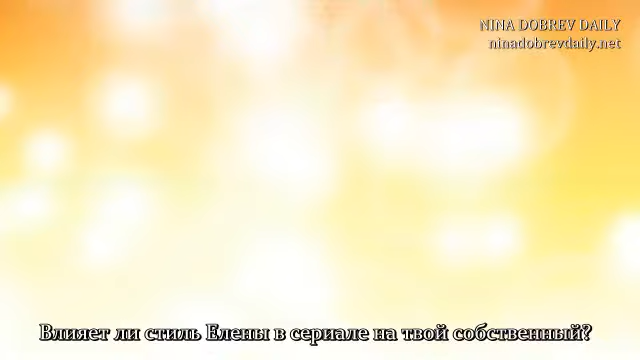 NINA DOBREV DAILY
ninadobrevdaily.net
Влияет ли стиль Елены в сериале на твой собственный?